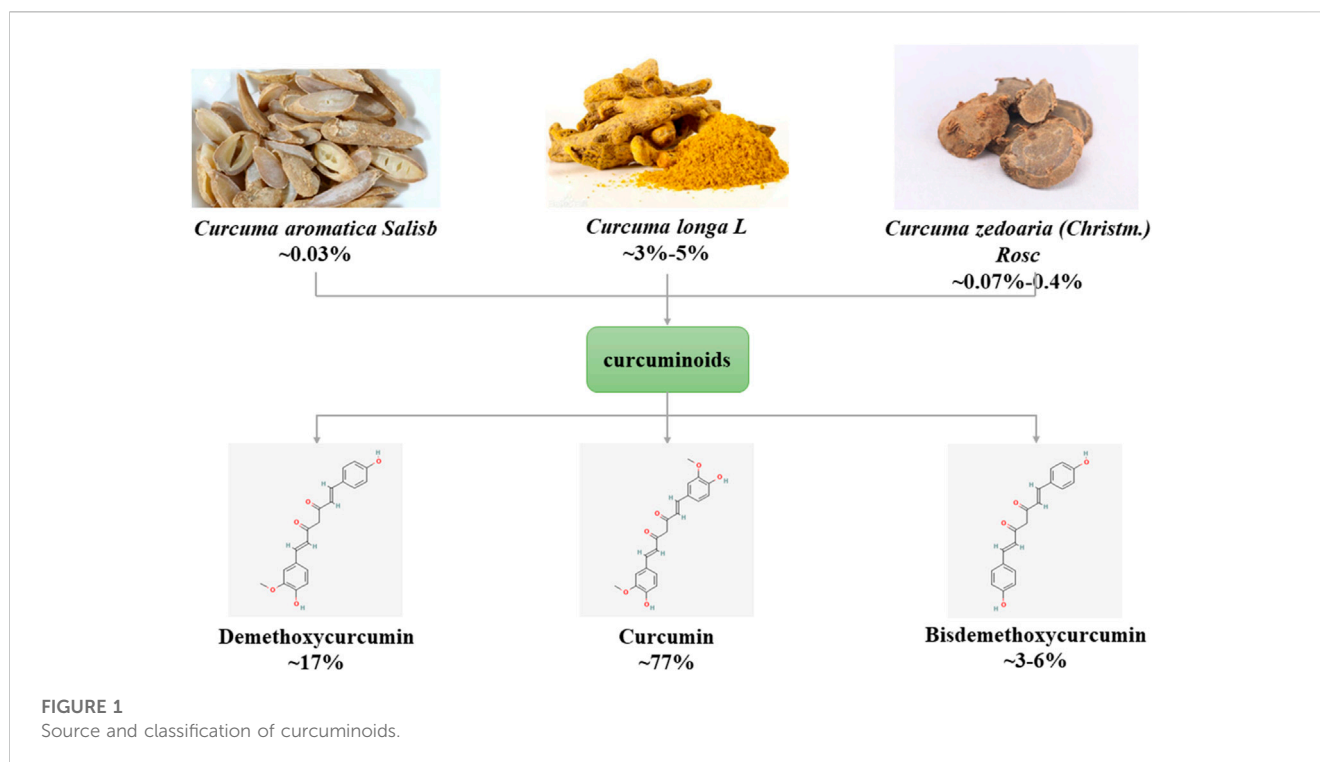 Curcuma aromatica Salisb
~0.03%
Curcuma longa L
~3%-5%
Curcuma zedoaria (Christm.)
Rosc
~0.07%-0.4%
curcuminoids
H
O
H
H
O
O
H
H
O
O
H
Demethoxycurcumin
~17%
O
O
H
H
H
O
O
H
H
O
O
H
Curcumin
~77%
H
O
H
H
O
O
H
H
O
H
Bisdemethoxycurcumin
~3-6%
FIGURE 1
Source and classification of curcuminoids.